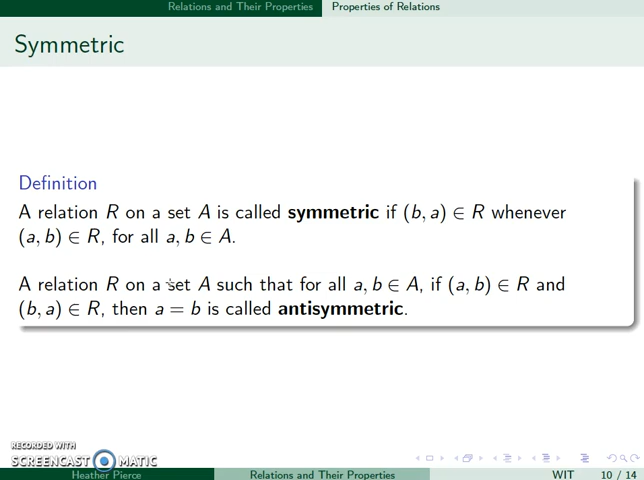 Relations and Their Properties Properties of Relations
Symmetric
Definition
A relation R on a set A is called symmetric if (b, a) ∈ R whenever
(a, b) ∈ R, for all a, b ∈ A.
A relation R on a set A such that for all a, b ∈ A, if (a, b) ∈ R and
(b, a) ∈ R, then a = b is called antisymmetric.
RECORDED WITH
SCREENCAST MATIC
Heather Pierce Relations and Their Properties WIT 10 / 14